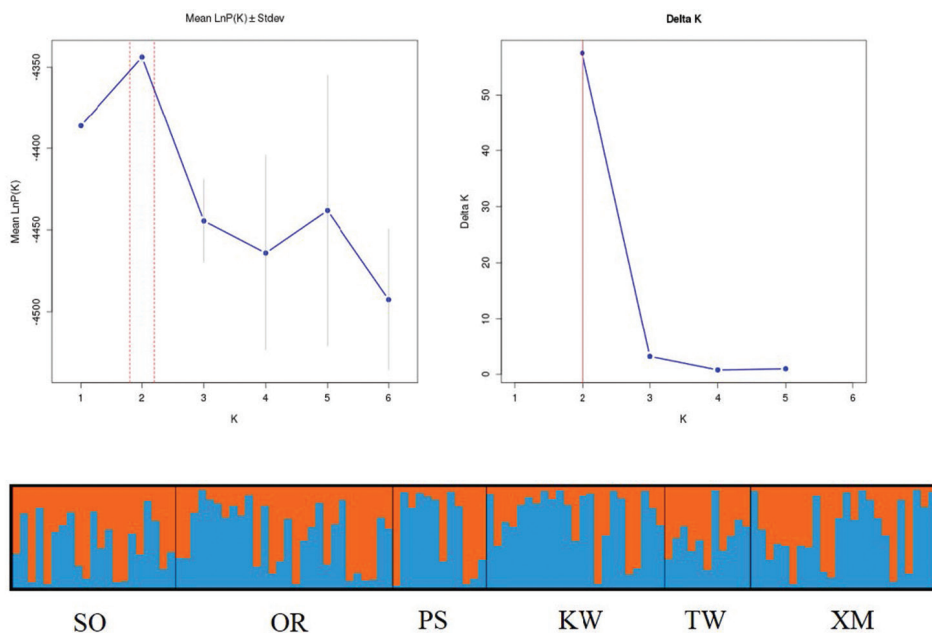 Mean LnP(K) ± Stdev
Mean LnP(K)
-4350
-4400
-4450
-4500
1 2 3 4 5 6
K
Delta K
Delta K
50
40
30
20
10
0
1 2 3 4 5 6
K
SO OR PS KW TW XM